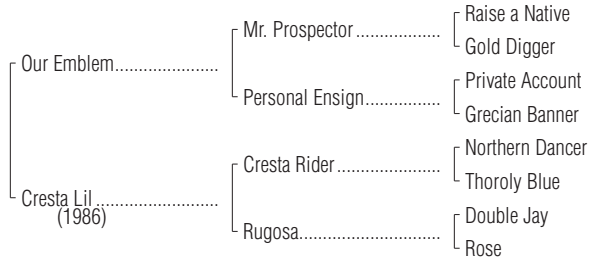 Raise a Native
Mr. Prospector ..................
Gold Digger
Our Emblem.....................
Private Account
Personal Ensign................
Grecian Banner
Northern Dancer
Cresta Rider .....................
Thoroly Blue
Cresta Lil .........................
(1986)
Double Jay
Rugosa.............................
Rose